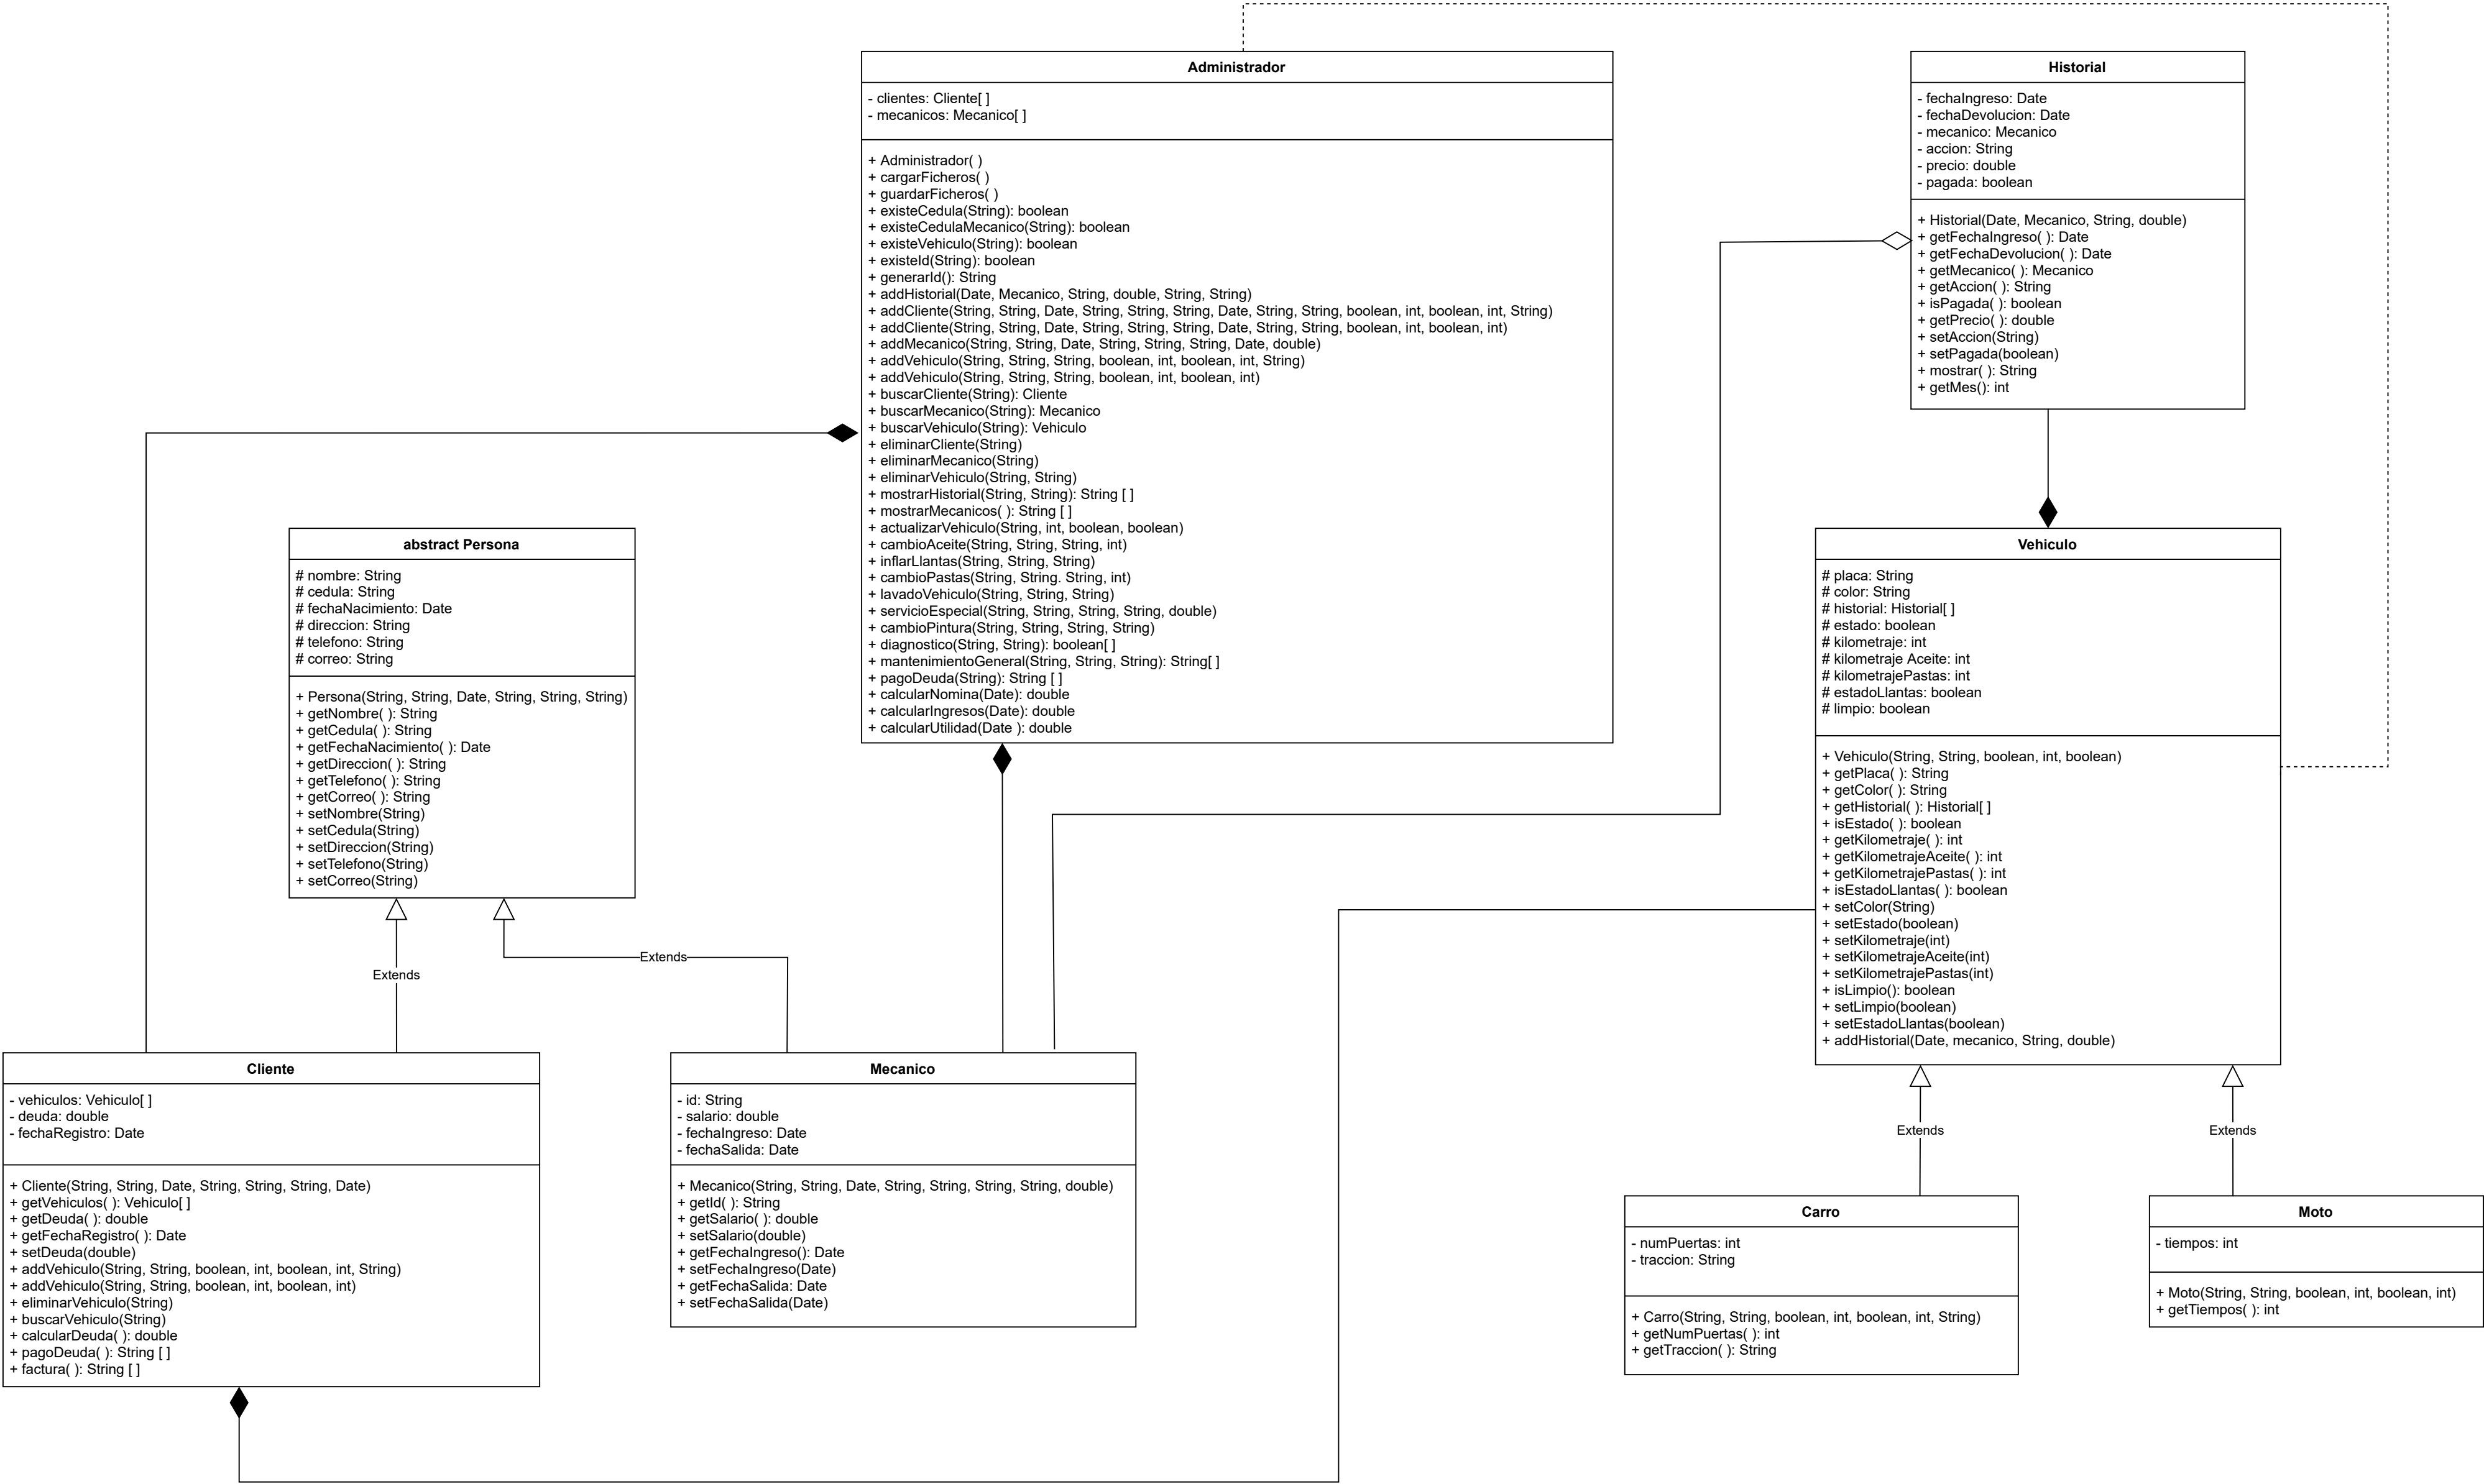 Administrador
- clientes: Cliente[ ]
- mecanicos: Mecanico[ ]
+ Administrador( )
+ cargarFicheros( )
+ guardarFicheros( )
+ existeCedula(String): boolean
+ existeCedulaMecanico(String): boolean
+ existeVehiculo(String): boolean
+ existeId(String): boolean
+ generarId(): String
+ addHistorial(Date, Mecanico, String, double, String, String)
+ addCliente(String, String, Date, String, String, String, Date, String, String, boolean, int, boolean, int, String)
+ addCliente(String, String, Date, String, String, String, Date, String, String, boolean, int, boolean, int)
+ addMecanico(String, String, Date, String, String, String, Date, double)
+ addVehiculo(String, String, String, boolean, int, boolean, int, String)
+ addVehiculo(String, String, String, boolean, int, boolean, int)
+ buscarCliente(String): Cliente
+ buscarMecanico(String): Mecanico
+ buscarVehiculo(String): Vehiculo
+ eliminarCliente(String)
+ eliminarMecanico(String)
+ eliminarVehiculo(String, String)
+ mostrarHistorial(String, String): String [ ]
+ mostrarMecanicos( ): String [ ]
+ actualizarVehiculo(String, int, boolean, boolean)
+ cambioAceite(String, String, String, int)
+ inflarLlantas(String, String, String)
+ cambioPastas(String, String. String, int)
+ lavadoVehiculo(String, String, String)
+ servicioEspecial(String, String, String, String, double)
+ cambioPintura(String, String, String, String)
+ diagnostico(String, String): boolean[ ]
+ mantenimientoGeneral(String, String, String): String[ ]
+ pagoDeuda(String): String [ ]
+ calcularNomina(Date): double
+ calcularIngresos(Date): double
+ calcularUtilidad(Date ): double
Historial
- fechaIngreso: Date
- fechaDevolucion: Date
- mecanico: Mecanico
- accion: String
- precio: double
- pagada: boolean
+ Historial(Date, Mecanico, String, double)
+ getFechaIngreso( ): Date
+ getFechaDevolucion( ): Date
+ getMecanico( ): Mecanico
+ getAccion( ): String
+ isPagada( ): boolean
+ getPrecio( ): double
+ setAccion(String)
+ setPagada(boolean)
+ mostrar( ): String
+ getMes(): int
abstract Persona
# nombre: String
# cedula: String
# fechaNacimiento: Date
# direccion: String
# telefono: String
# correo: String
+ Persona(String, String, Date, String, String, String)
+ getNombre( ): String
+ getCedula( ): String
+ getFechaNacimiento( ): Date
+ getDireccion( ): String
+ getTelefono( ): String
+ getCorreo( ): String
+ setNombre(String)
+ setCedula(String)
+ setDireccion(String)
+ setTelefono(String)
+ setCorreo(String)
Vehiculo
# placa: String
# color: String
# historial: Historial[ ]
# estado: boolean
# kilometraje: int
# kilometraje Aceite: int
# kilometrajePastas: int
# estadoLlantas: boolean
# limpio: boolean
+ Vehiculo(String, String, boolean, int, boolean)
+ getPlaca( ): String
+ getColor( ): String
+ getHistorial( ): Historial[ ]
+ isEstado( ): boolean
+ getKilometraje( ): int
+ getKilometrajeAceite( ): int
+ getKilometrajePastas( ): int
+ isEstadoLlantas( ): boolean
+ setColor(String)
+ setEstado(boolean)
+ setKilometraje(int)
+ setKilometrajeAceite(int)
+ setKilometrajePastas(int)
+ isLimpio(): boolean
+ setLimpio(boolean)
+ setEstadoLlantas(boolean)
+ addHistorial(Date, mecanico, String, double)
Extends
Extends
Extends
Extends
Cliente
- vehiculos: Vehiculo[ ]
- deuda: double
- fechaRegistro: Date
+ Cliente(String, String, Date, String, String, String, Date)
+ getVehiculos( ): Vehiculo[ ]
+ getDeuda( ): double
+ getFechaRegistro( ): Date
+ setDeuda(double)
+ addVehiculo(String, String, boolean, int, boolean, int, String)
+ addVehiculo(String, String, boolean, int, boolean, int)
+ eliminarVehiculo(String)
+ buscarVehiculo(String)
+ calcularDeuda( ): double
+ pagoDeuda( ): String [ ]
+ factura( ): String [ ]
Mecanico
- id: String
- salario: double
- fechaIngreso: Date
- fechaSalida: Date
+ Mecanico(String, String, Date, String, String, String, String, double)
+ getId( ): String
+ getSalario( ): double
+ setSalario(double)
+ getFechaIngreso(): Date
+ setFechaIngreso(Date)
+ getFechaSalida: Date
+ setFechaSalida(Date)
Carro
- numPuertas: int
- traccion: String
+ Carro(String, String, boolean, int, boolean, int, String)
+ getNumPuertas( ): int
+ getTraccion( ): String
Moto
- tiempos: int
+ Moto(String, String, boolean, int, boolean, int)
+ getTiempos( ): int